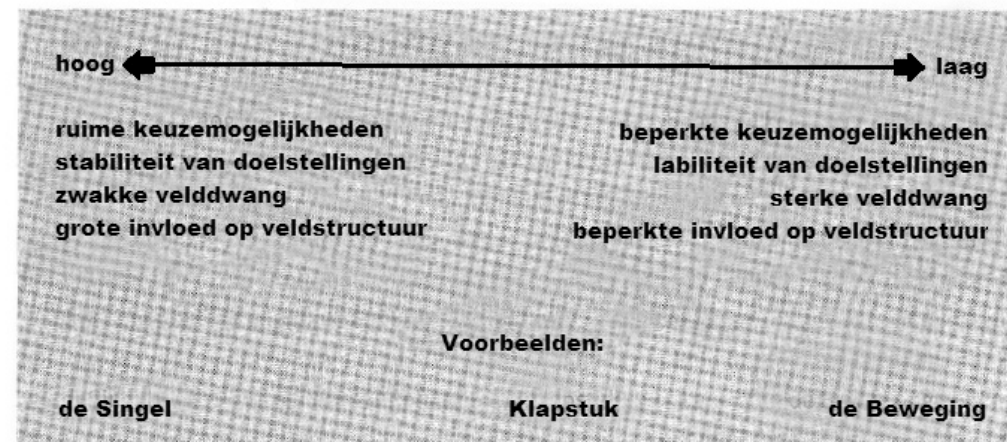 hoog laag
ruime keuzemogelijkheden beperkte keuzemogelijkheden
stabiliteit van doelstellingen labiliteit van doelstellingen
zwakke velddwang sterke velddwang
grote invloed op veldstructuur beperkte invloed op veldstructuur
Voorbeelden:
de Singel Klapstuk de Beweging